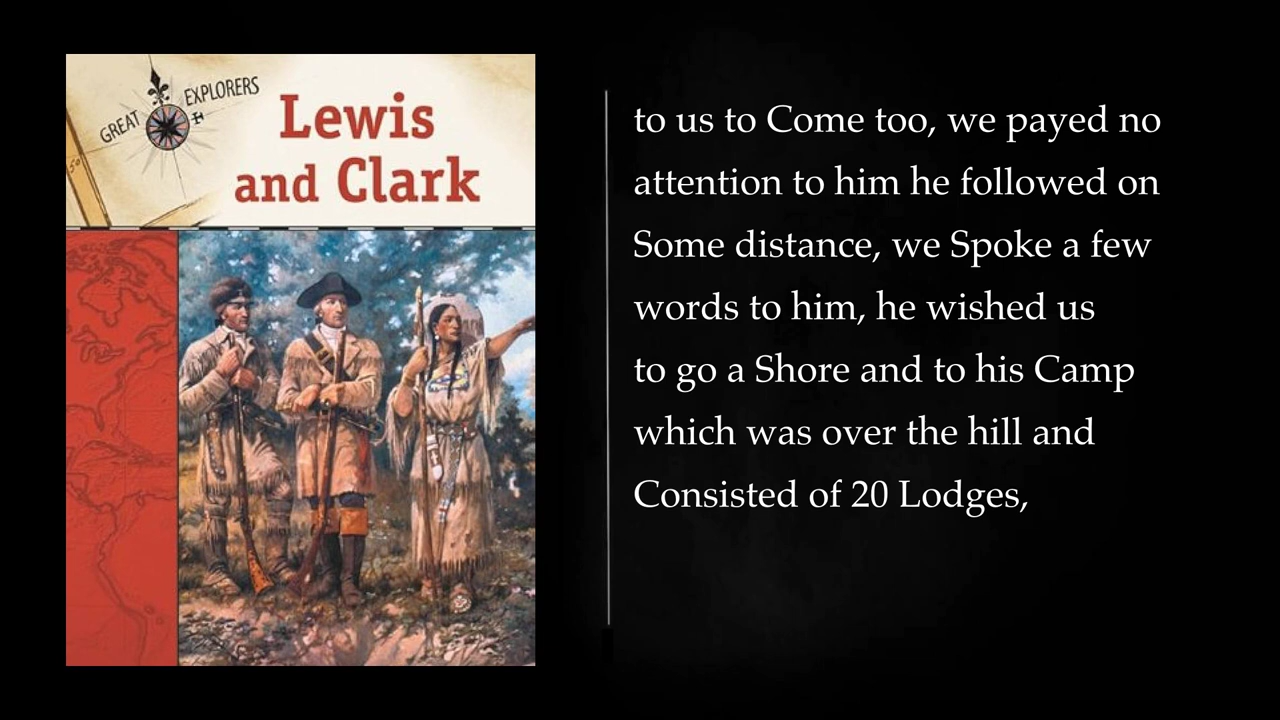 GREAT EXPLORERS
Lewis
and Clark
50
to us to Come too, we payed no
attention to him he followed on
Some distance, we Spoke a few
words to him, he wished us
to go a Shore and to his Camp
which was over the hill and
Consisted of 20 Lodges,